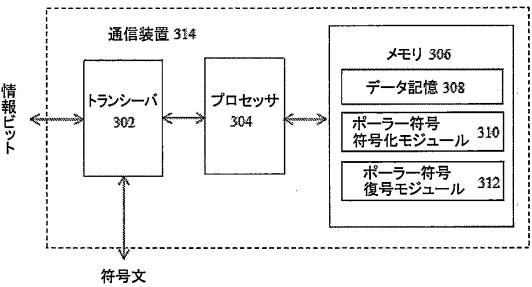 通信装置 314
情報ビット
トランシーバ
302
プロセッサ
304
メモリ 306
データ記憶 308
ポーラー符号
符号化モジュール 310
ポーラー符号
復号モジュール 312
符号文